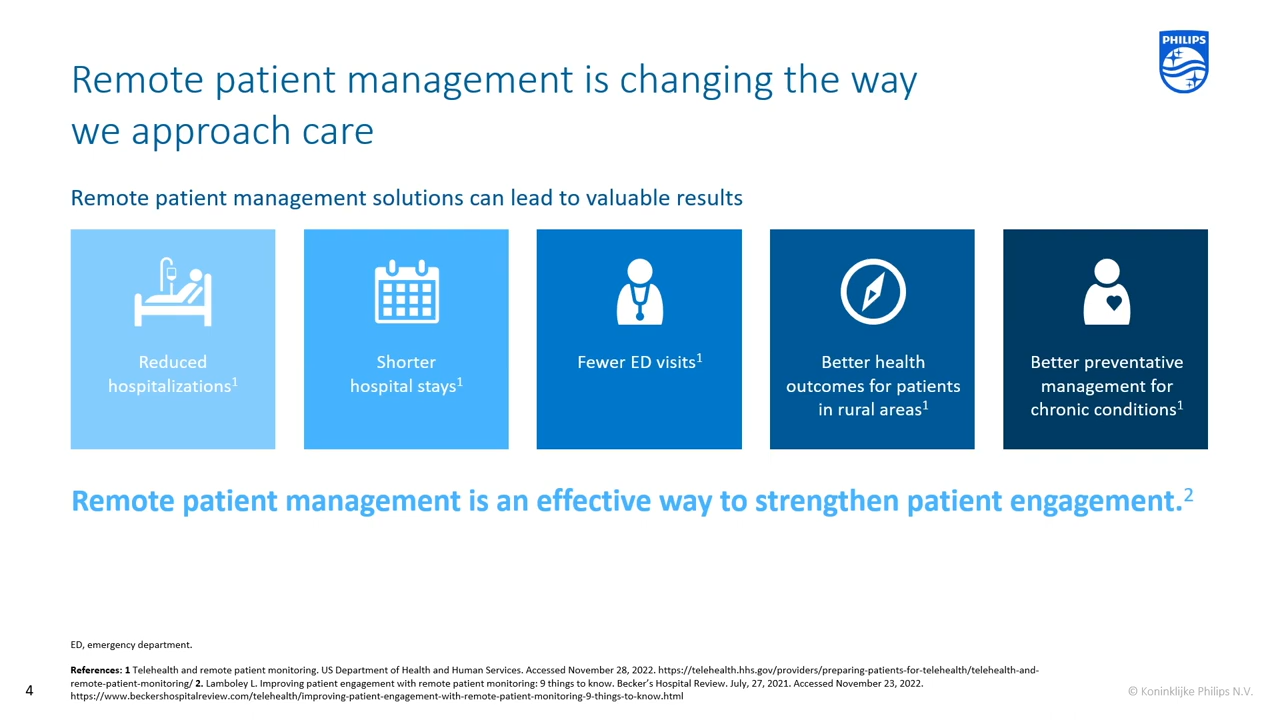 PHILIPS
Remote patient management is changing the way
we approach care
Remote patient management solutions can lead to valuable results
Reduced
hospitalizations1
Shorter
hospital stays1
Fewer ED visits1
Better health
outcomes for patients
in rural areas1
Better preventative
management for
chronic conditions1
Remote patient management is an effective way to strengthen patient engagement.2
ED, emergency department.
References: 1 Telehealth and remote patient monitoring. US Department of Health and Human Services. Accessed November 28, 2022. https://telehealth.hhs.gov/providers/preparing-patients-for-telehealth/telehealth-and-
remote-patient-monitoring/ 2. Lamboley L. Improving patient engagement with remote patient monitoring: 9 things to know. Becker's Hospital Review. July, 27, 2021. Accessed November 23, 2022.
https://www.beckershospitalreview.com/telehealth/improving-patient-engagement-with-remote-patient-monitoring-9-things-to-know.html
4
© Koninklijke Philips N.V.